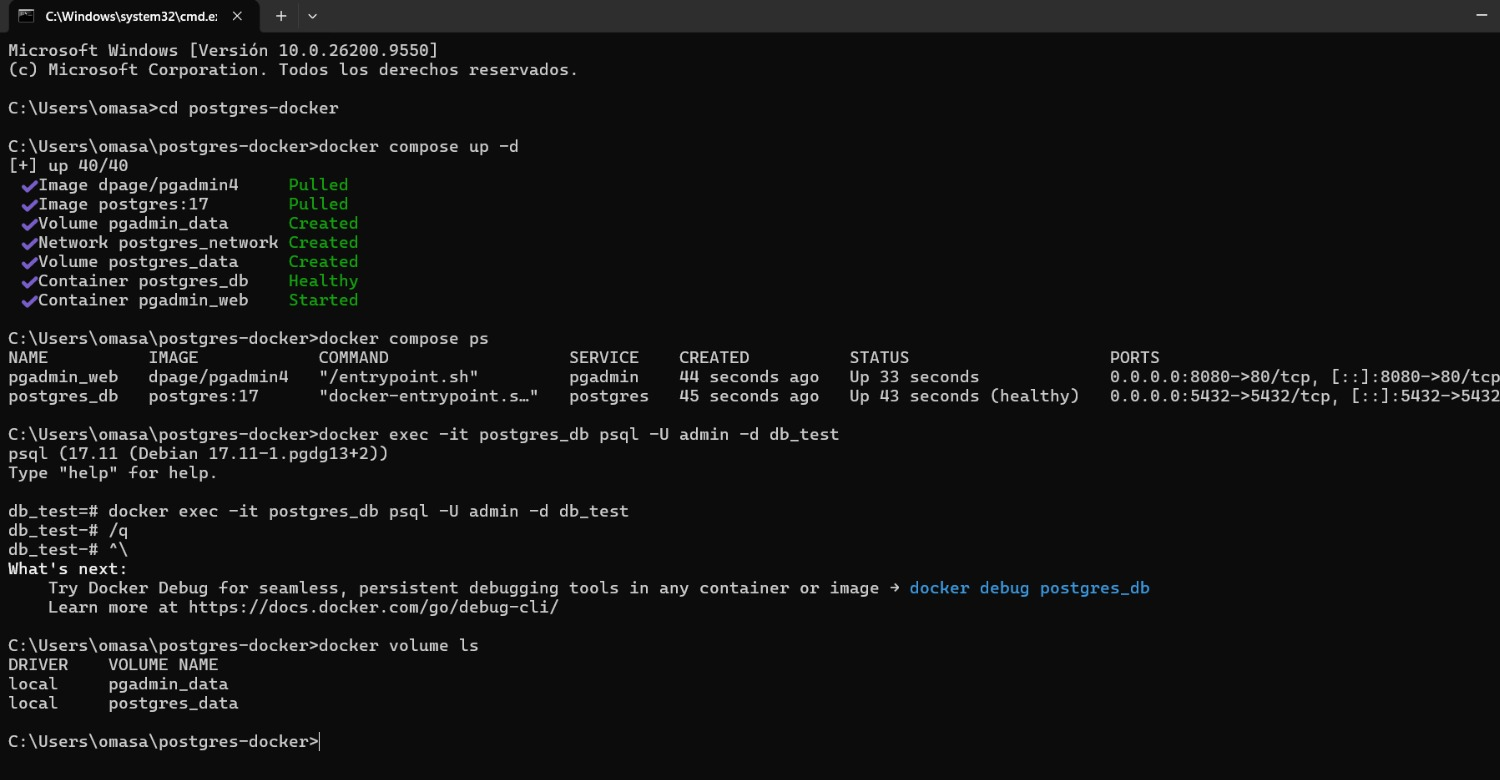 C:\Windows\system32\cmd.e
Microsoft Windows [Versión 10.0.26200.9550]
(c) Microsoft Corporation. Todos los derechos reservados.
C:\Users\omasa>cd postgres-docker
C:\Users\omasa\postgres-docker>docker compose up -d
[+] up 40/40
✔Image dpage/pgadmin4 Pulled
✔Image postgres:17 Pulled
✔Volume pgadmin_data Created
✔Network postgres_network Created
✔Volume postgres_data Created
✔Container postgres_db Healthy
✔Container pgadmin_web Started
C:\Users\omasa\postgres-docker>docker compose ps
NAME IMAGE COMMAND SERVICE CREATED STATUS PORTS
pgadmin_web dpage/pgadmin4 "/entrypoint.sh" pgadmin 44 seconds ago Up 33 seconds 0.0.0.0:8080->80/tcp, [::]:8080->80/tcp
postgres_db postgres:17 "docker-entrypoint.s…" postgres 45 seconds ago Up 43 seconds (healthy) 0.0.0.0:5432->5432/tcp, [::]:5432->5432
C:\Users\omasa\postgres-docker>docker exec -it postgres_db psql -U admin -d db_test
psql (17.11 (Debian 17.11-1.pgdg13+2))
Type "help" for help.
db_test=# docker exec -it postgres_db psql -U admin -d db_test
db_test-# /q
db_test-# ^\
What's next:
Try Docker Debug for seamless, persistent debugging tools in any container or image → docker debug postgres_db
Learn more at https://docs.docker.com/go/debug-cli/
C:\Users\omasa\postgres-docker>docker volume ls
DRIVER VOLUME NAME
local pgadmin_data
local postgres_data
C:\Users\omasa\postgres-docker>